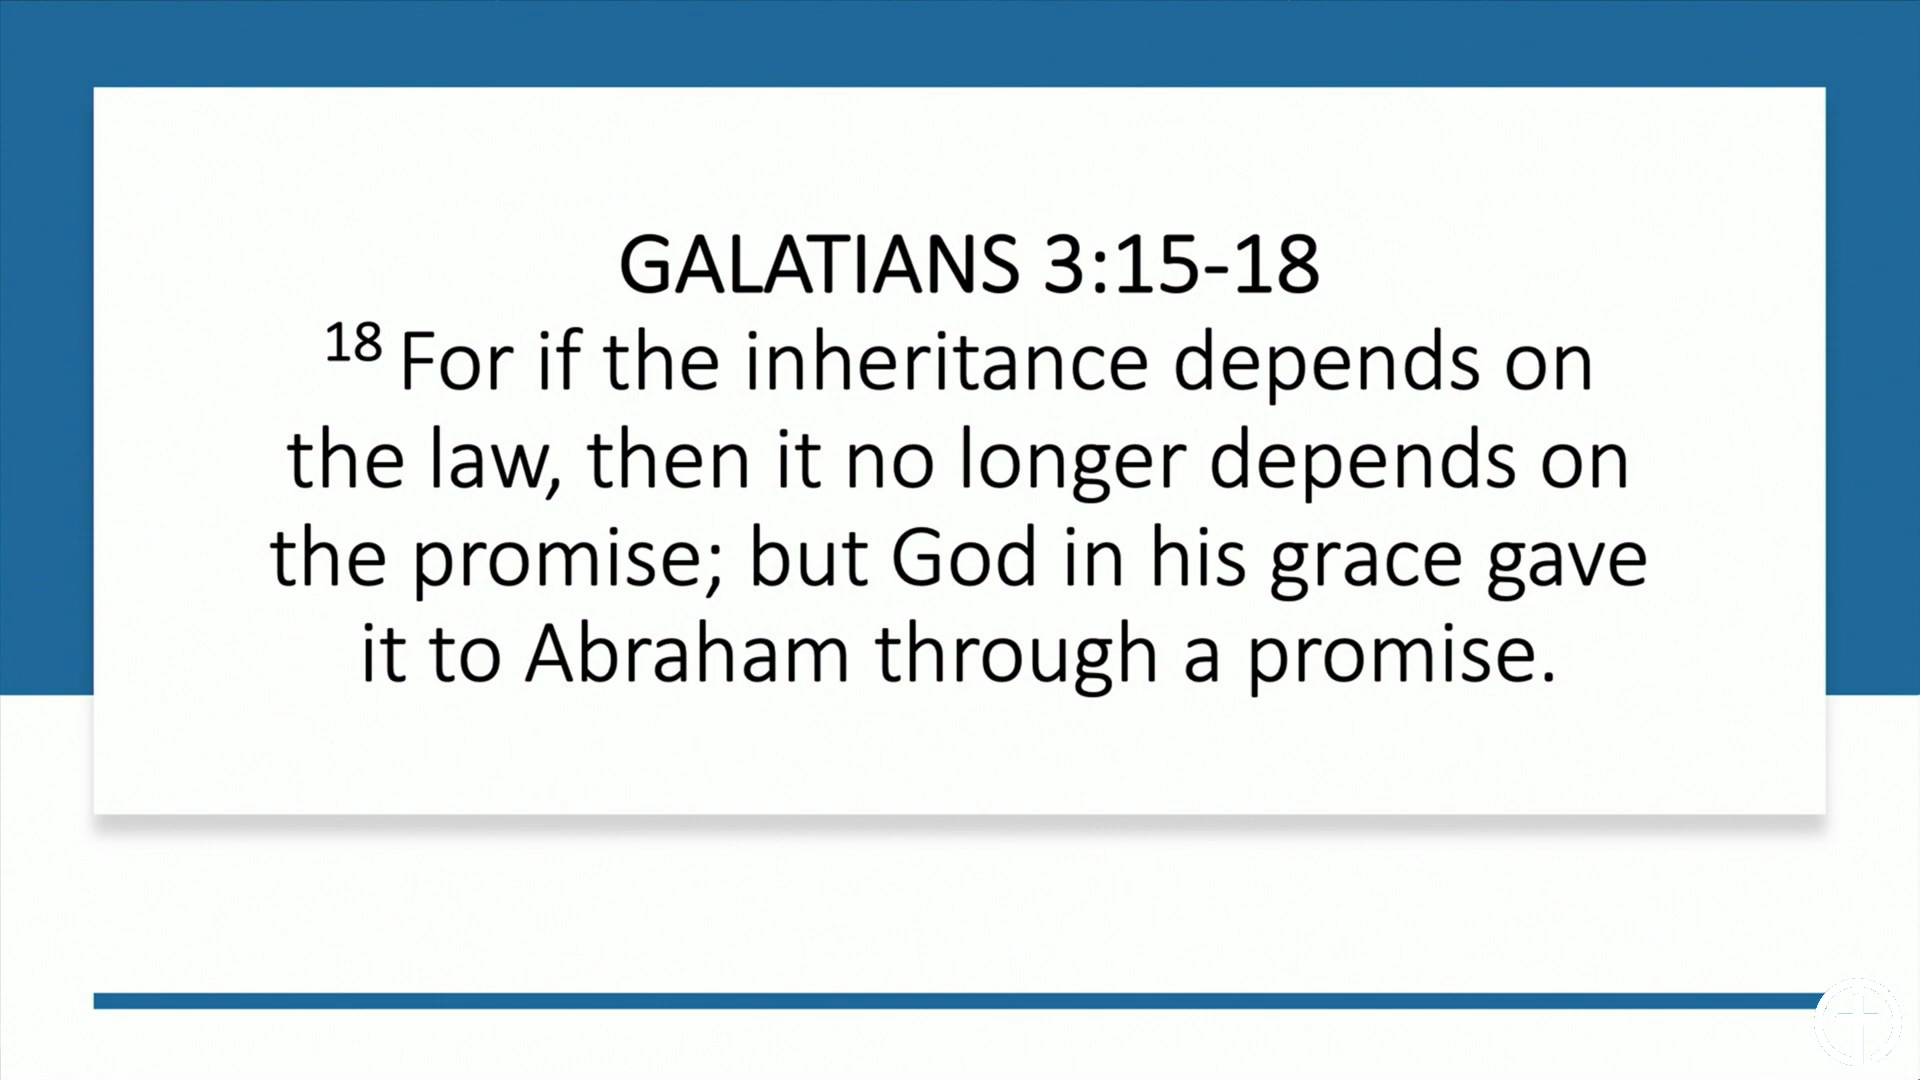 GALATIANS 3:15-18
18 For if the inheritance depends on
the law, then it no longer depends on
the promise; but God in his grace gave
it to Abraham through a promise.